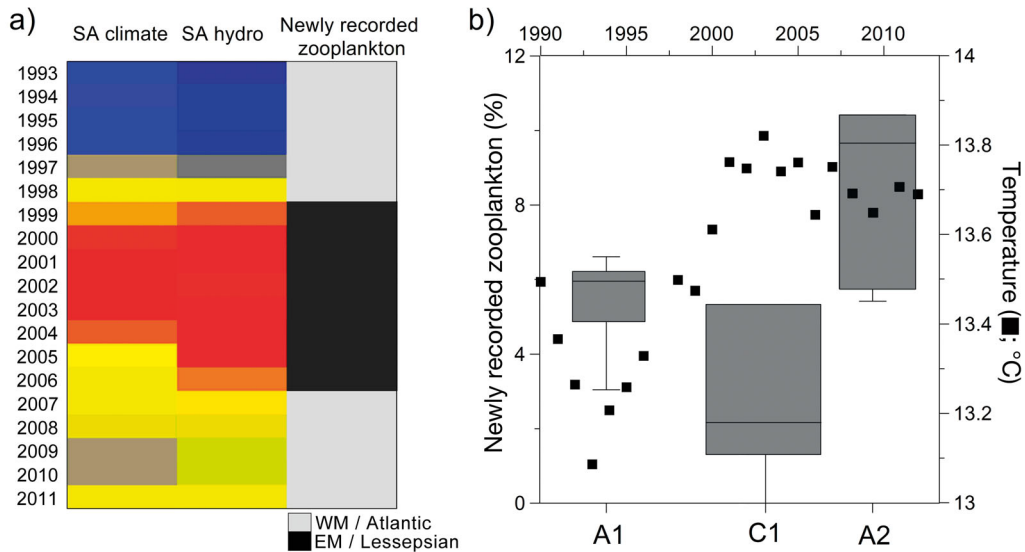 a)
SA climate
SA hydro
Newly recorded
zooplankton
1993
1994
1995
1996
1997
1998
1999
2000
2001
2002
2003
2004
2005
2006
2007
2008
2009
2010
2011
WM / Atlantic
EM / Lessepsian
b)
1990
1995
2000
2005
2010
12
8
4
0
Newly recorded zooplankton (%)
14
13.8
13.6
13.4
13.2
13
Temperature (■; °C)
A1
C1
A2